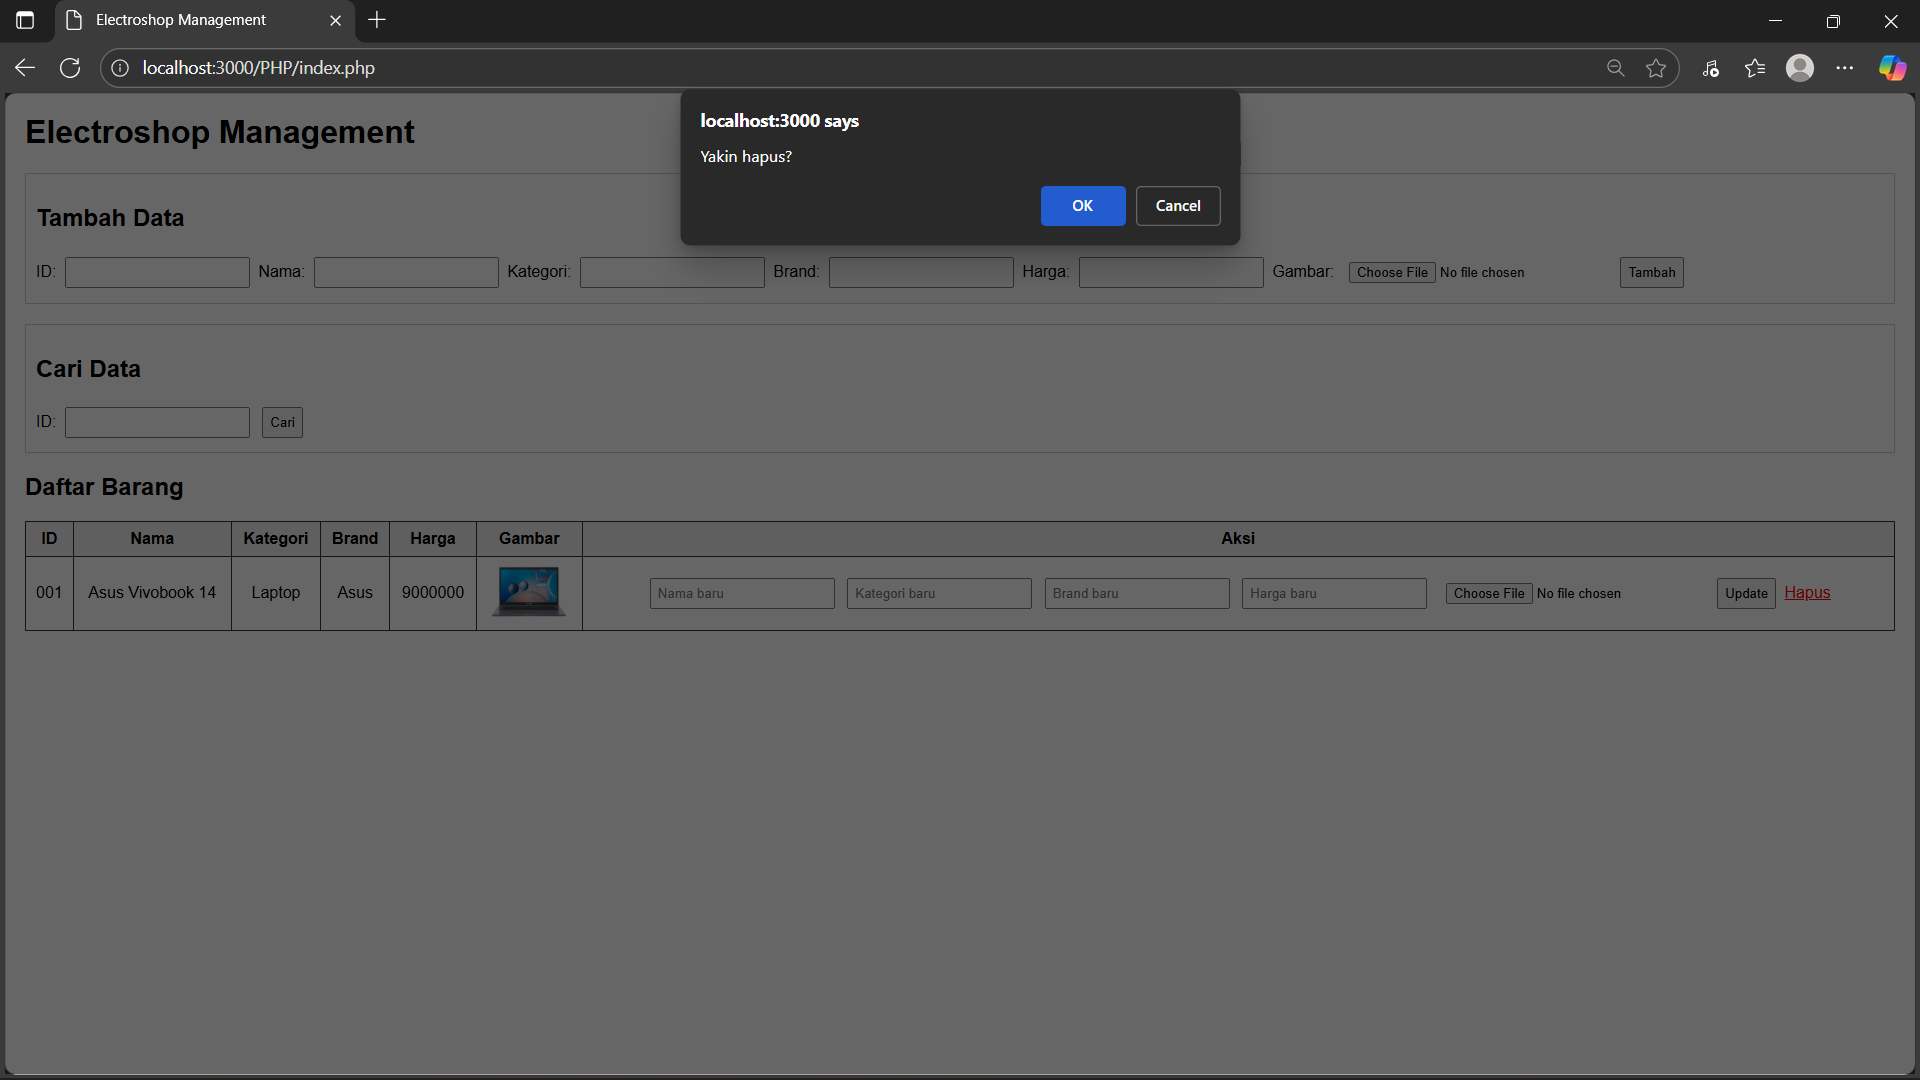 Electroshop Management
localhost:3000/PHP/index.php
localhost:3000 says
Yakin hapus?
OK Cancel
Electroshop Management
Tambah Data
ID: Nama: Kategori: Brand: Harga: Gambar: Choose File No file chosen Tambah
Cari Data
ID: Cari
Daftar Barang
ID Nama Kategori Brand Harga Gambar Aksi
001 Asus Vivobook 14 Laptop Asus 9000000 Nama baru Kategori baru Brand baru Harga baru Choose File No file chosen Update Hapus